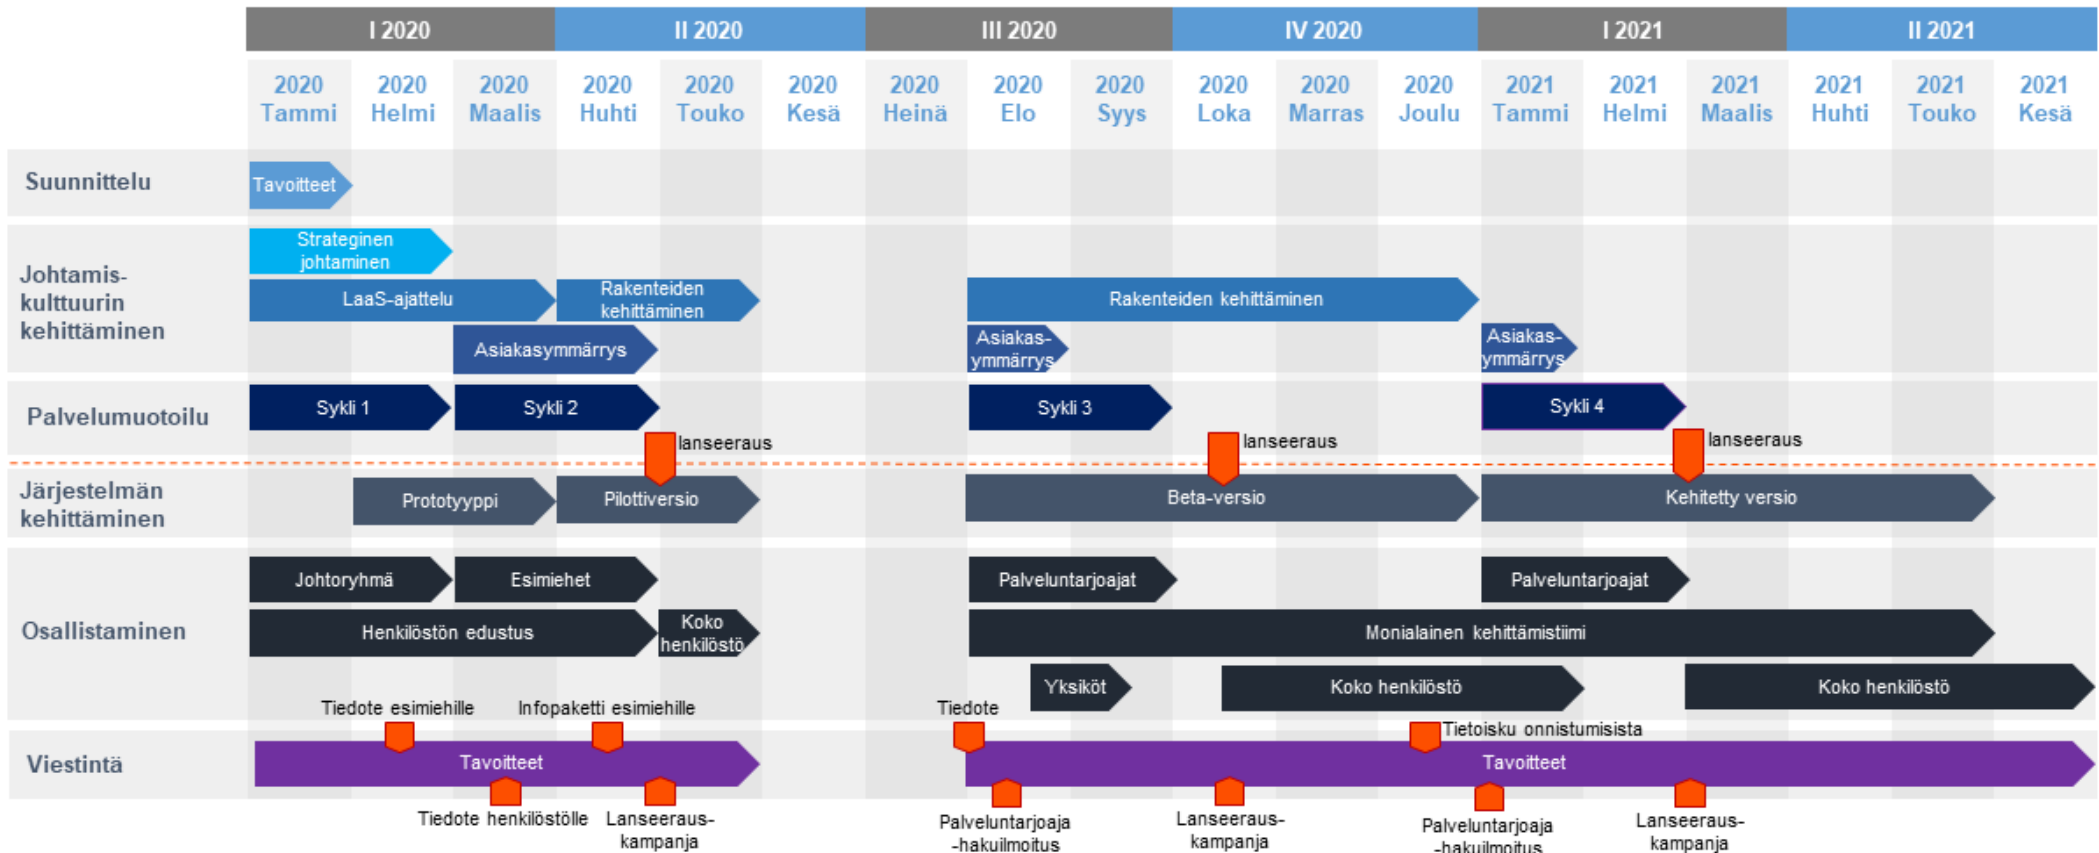 I 2020
II 2020
III 2020
IV 2020
I 2021
II 2021
2020
Tammi
2020
Helmi
2020
Maalis
2020
Huhti
2020
Touko
2020
Kesä
2020
Heinä
2020
Elo
2020
Syys
2020
Loka
2020
Marras
2020
Joulu
2021
Tammi
2021
Helmi
2021
Maalis
2021
Huhti
2021
Touko
2021
Kesä
Suunnittelu
Tavoitteet
Johtamis-
kulttuurin
kehittäminen
Strateginen
johtaminen
LaaS-ajattelu
Rakenteiden
kehittäminen
Rakenteiden kehittäminen
Asiakasymmärrys
Asiakas-
ymmärrys
Asiakas-
ymmärrys
Palvelumuotoilu
Sykli 1
Sykli 2
Sykli 3
Sykli 4
lanseeraus
lanseeraus
lanseeraus
Järjestelmän
kehittäminen
Prototyyppi
Pilottiversio
Beta-versio
Kehitetty versio
Osallistaminen
Johtoryhmä
Esimiehet
Palveluntarjoajat
Palveluntarjoajat
Henkilöstön edustus
Koko
henkilöstö
Monialainen kehittämistiimi
Yksiköt
Koko henkilöstö
Koko henkilöstö
Tiedote esimiehille
Infopaketti esimiehille
Tiedote
Tietoisku onnistumisista
Viestintä
Tavoitteet
Tavoitteet
Tiedote henkilöstölle
Lanseeraus-
kampanja
Palveluntarjoaja
-hakuilmoitus
Lanseeraus-
kampanja
Palveluntarjoaja
-hakuilmoitus
Lanseeraus-
kampanja